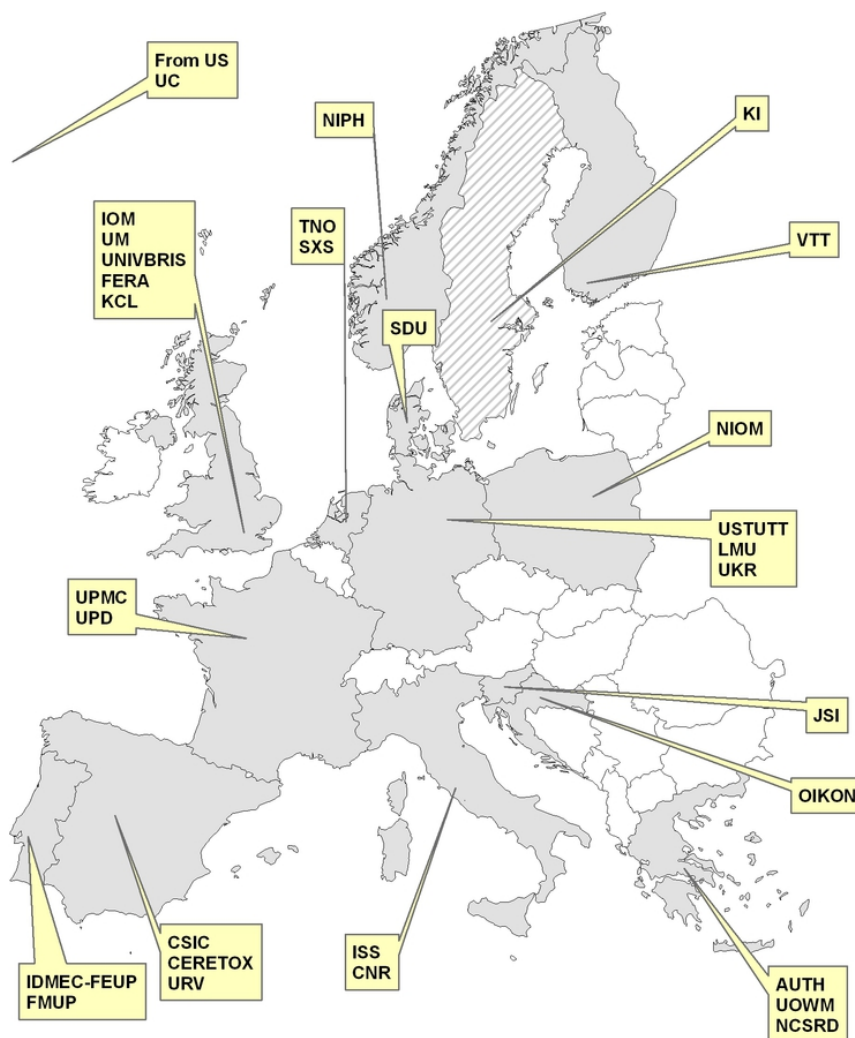 From US
UC
NIPH
KI
IOM
UM
UNIVBRIS
FERA
KCL
TNO
SXS
VTT
SDU
NIOM
USTUTT
LMU
UKR
UPMC
UPD
JSI
OIKON
CSIC
CERETOX
URV
ISS
CNR
IDMEC-FEUP
FMUP
AUTH
UOWM
NCSRD